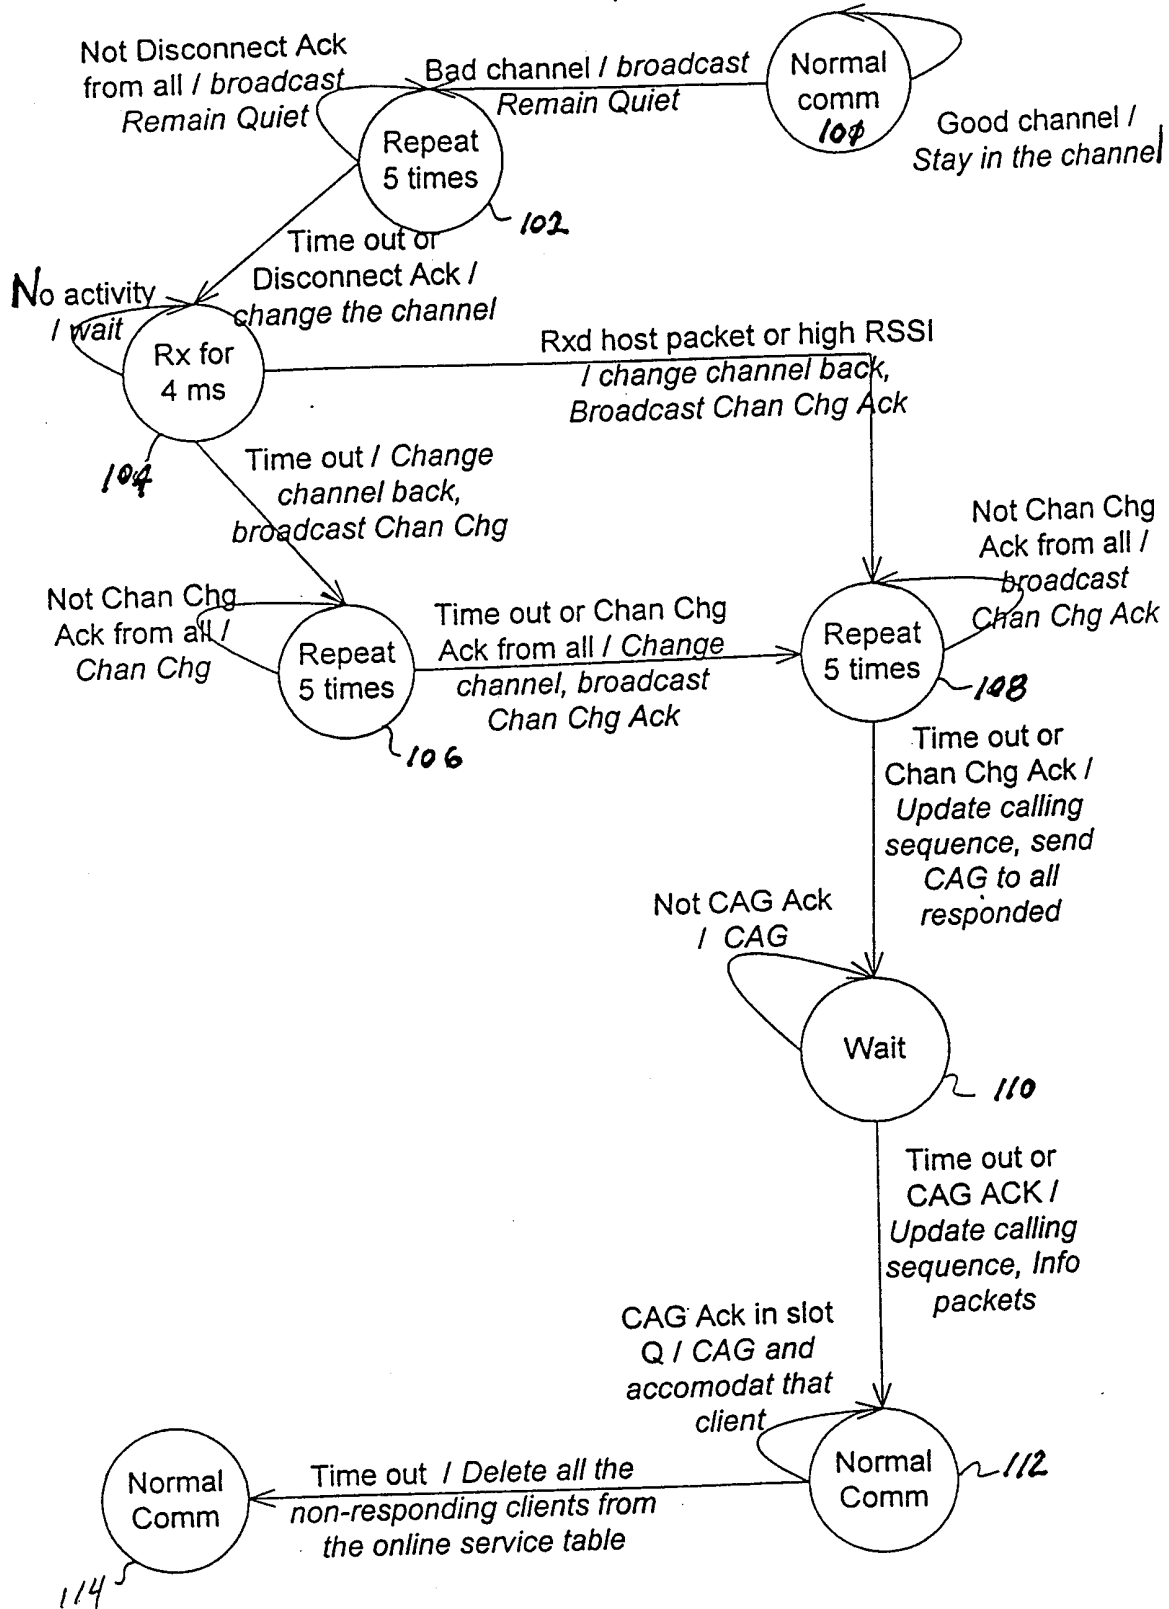 Not Disconnect Ack
from all / broadcast
Remain Quiet
Bad channel / broadcast
Remain Quiet
Normal
comm
100
Good channel /
Stay in the channel
Repeat
5 times
102
Time out or
Disconnect Ack /
change the channel
No activity
/ wait
Rx for
4 ms
104
Rxd host packet or high RSSI
/ change channel back,
Broadcast Chan Chg Ack
Time out / Change
channel back,
broadcast Chan Chg
Not Chan Chg
Ack from all /
broadcast
Chan Chg Ack
Not Chan Chg
Ack from all /
Chan Chg
Repeat
5 times
106
Time out or Chan Chg
Ack from all / Change
channel, broadcast
Chan Chg Ack
Repeat
5 times
108
Time out or
Chan Chg Ack /
Update calling
sequence, send
CAG to all
responded
Not CAG Ack
/ CAG
Wait
110
Time out or
CAG ACK /
Update calling
sequence, Info
packets
CAG Ack in slot
Q / CAG and
accomodat that
client
Normal
Comm
112
Time out / Delete all the
non-responding clients from
the online service table
Normal
Comm
114